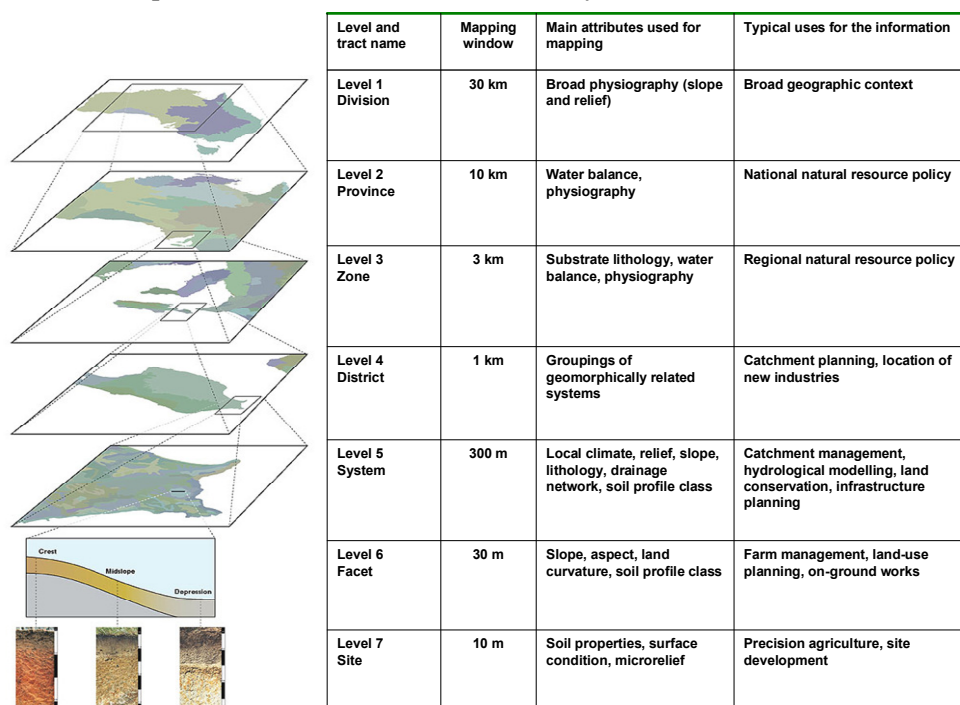 Level and
tract name
Mapping
window
Main attributes used for
mapping
Typical uses for the information
Level 1
Division
30 km
Broad physiography (slope
and relief)
Broad geographic context
Level 2
Province
10 km
Water balance,
physiography
National natural resource policy
Level 3
Zone
3 km
Substrate lithology, water
balance, physiography
Regional natural resource policy
Level 4
District
1 km
Groupings of
geomorphically related
systems
Catchment planning, location of
new industries
Level 5
System
300 m
Local climate, relief, slope,
lithology, drainage
network, soil profile class
Catchment management,
hydrological modelling, land
conservation, infrastructure
planning
Crest
Midslope
Depression
Level 6
Facet
30 m
Slope, aspect, land
curvature, soil profile class
Farm management, land-use
planning, on-ground works
Level 7
Site
10 m
Soil properties, surface
condition, microrelief
Precision agriculture, site
development